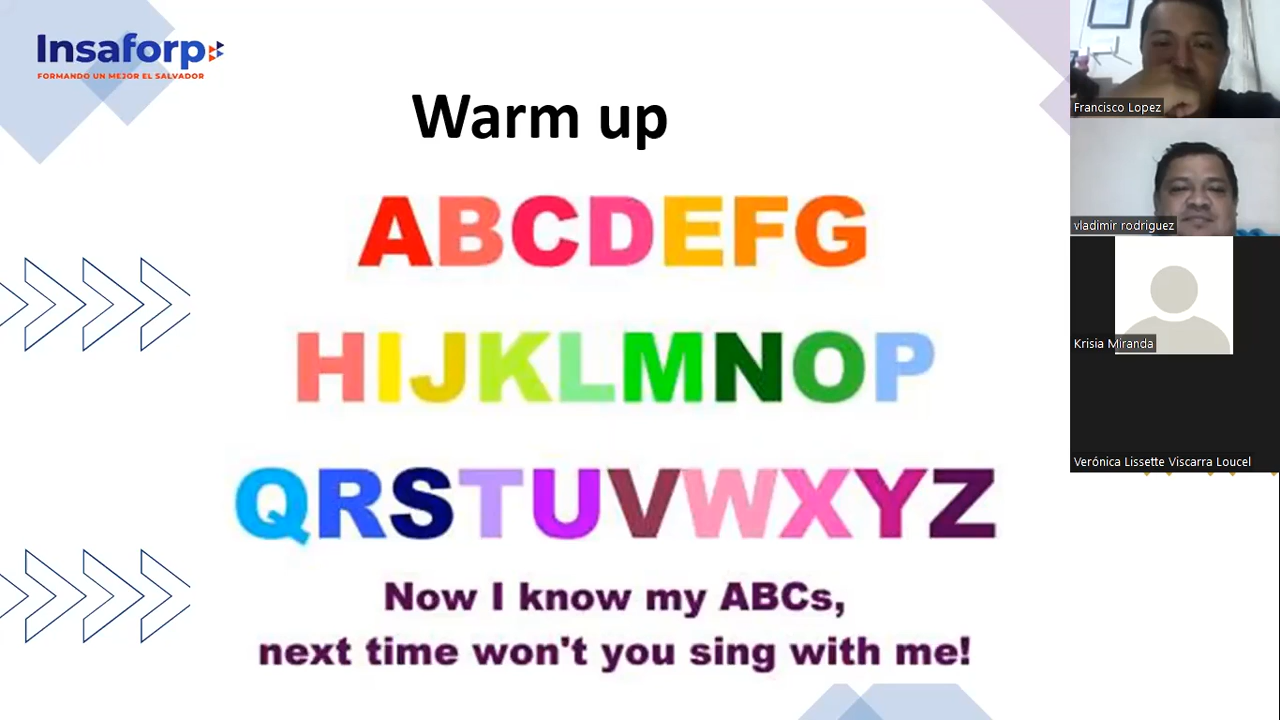 Insaforp
FORMANDO UN MEJOR EL SALVADOR
Warm up
ABCDEFG
HIJKLMNOP
QRSTUVWXYZ
Now I know my ABCs,
next time won't you sing with me!
Francisco Lopez
vladimir rodriguez
Krisia Miranda
Verónica Lissette Viscarra Loucel